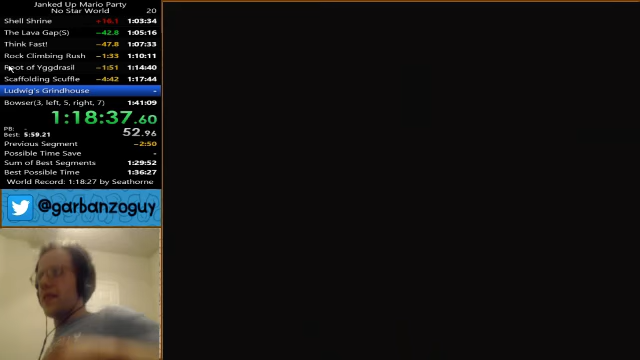 Janked Up Mario Party
No Star World 20
Shell Shrine +16.1 1:03:34
The Lava Gap(S) −42.8 1:05:16
Think Fast! −47.8 1:07:33
Rock Climbing Rush −1:33 1:10:11
Foot of Yggdrasil −1:51 1:14:40
Scaffolding Scuffle −4:42 1:17:44
Ludwig's Grindhouse -
Bowser(3, left, 5, right, 7) 1:41:09
1:18:37.60
PB: -
Best: 5:59.21 52.96
Previous Segment −2:50
Possible Time Save -
Sum of Best Segments 1:29:52
Best Possible Time 1:36:27
World Record: 1:18:27 by Seathorne
@garbanzoguy